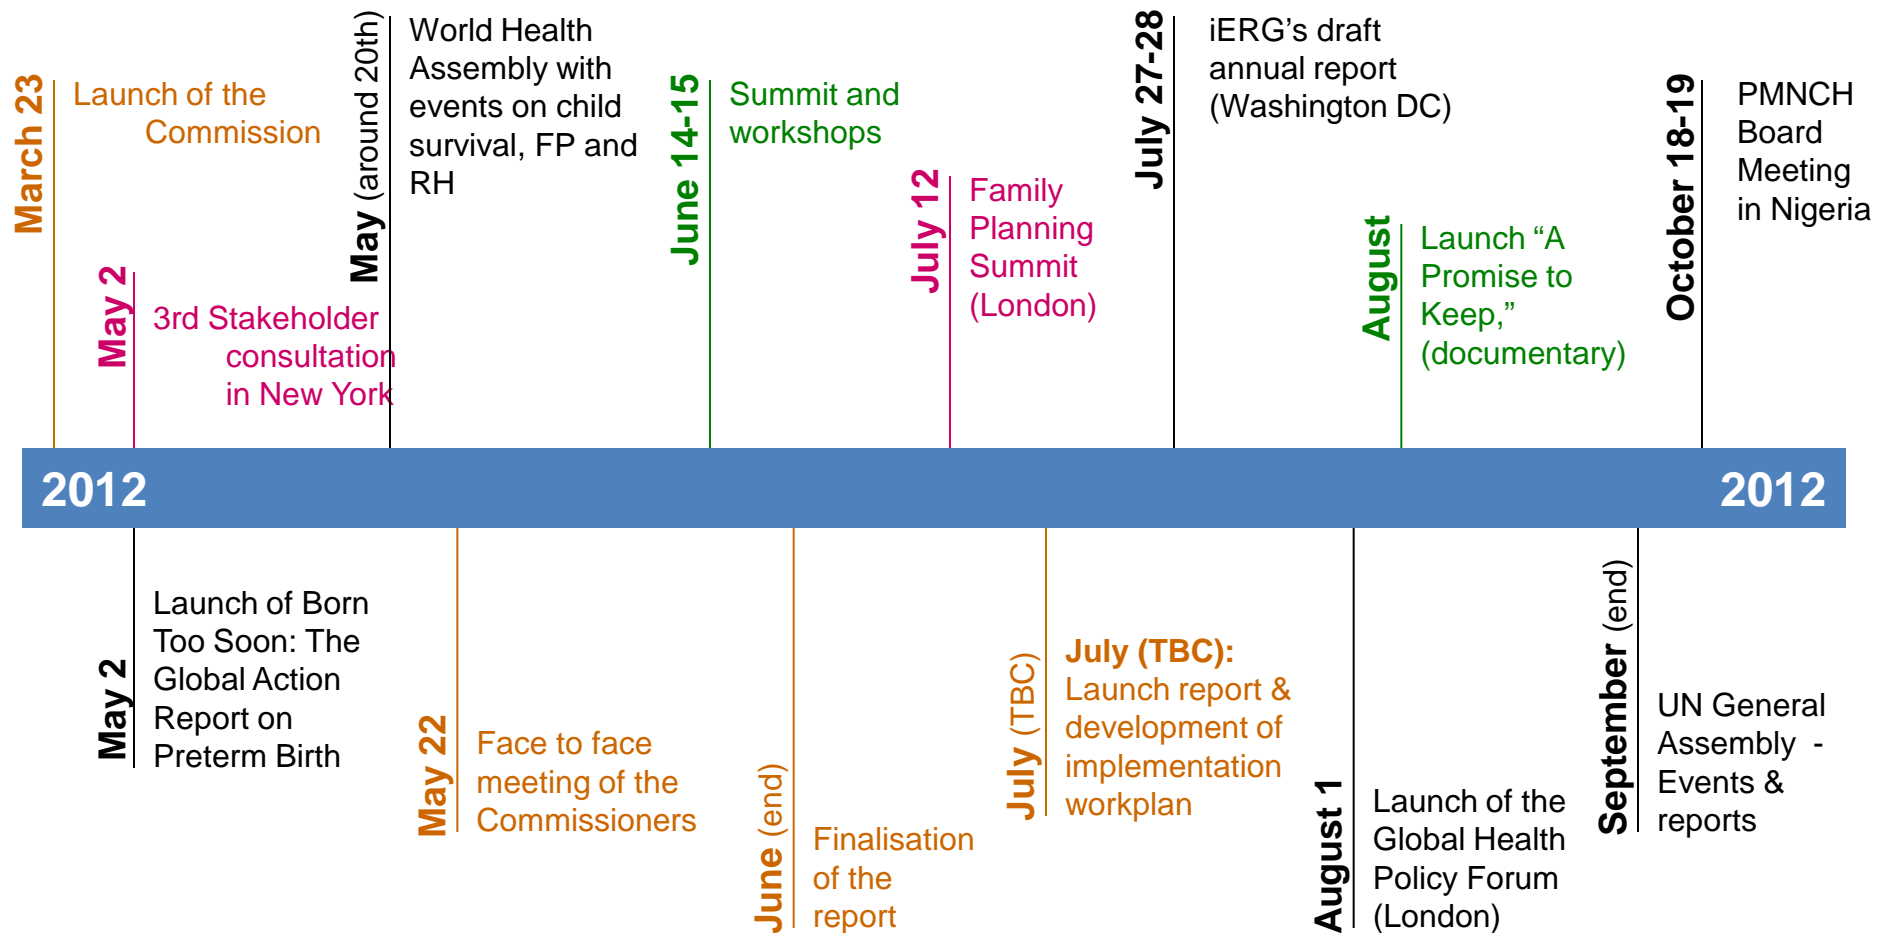 March 23
Launch of the
Commission
May 2
3rd Stakeholder
consultation
in New York
May (around 20th)
World Health
Assembly with
events on child
survival, FP and
RH
June 14-15
Summit and
workshops
July 12
Family
Planning
Summit
(London)
July 27-28
iERG’s draft
annual report
(Washington DC)
August
Launch “A
Promise to
Keep,”
(documentary)
October 18-19
PMNCH
Board
Meeting
in Nigeria
2012
2012
May 2
Launch of Born
Too Soon: The
Global Action
Report on
Preterm Birth
May 22
Face to face
meeting of the
Commissioners
June (end)
Finalisation
of the
report
July (TBC)
July (TBC):
Launch report &
development of
implementation
workplan
August 1
Launch of the
Global Health
Policy Forum
(London)
September (end)
UN General
Assembly -
Events &
reports